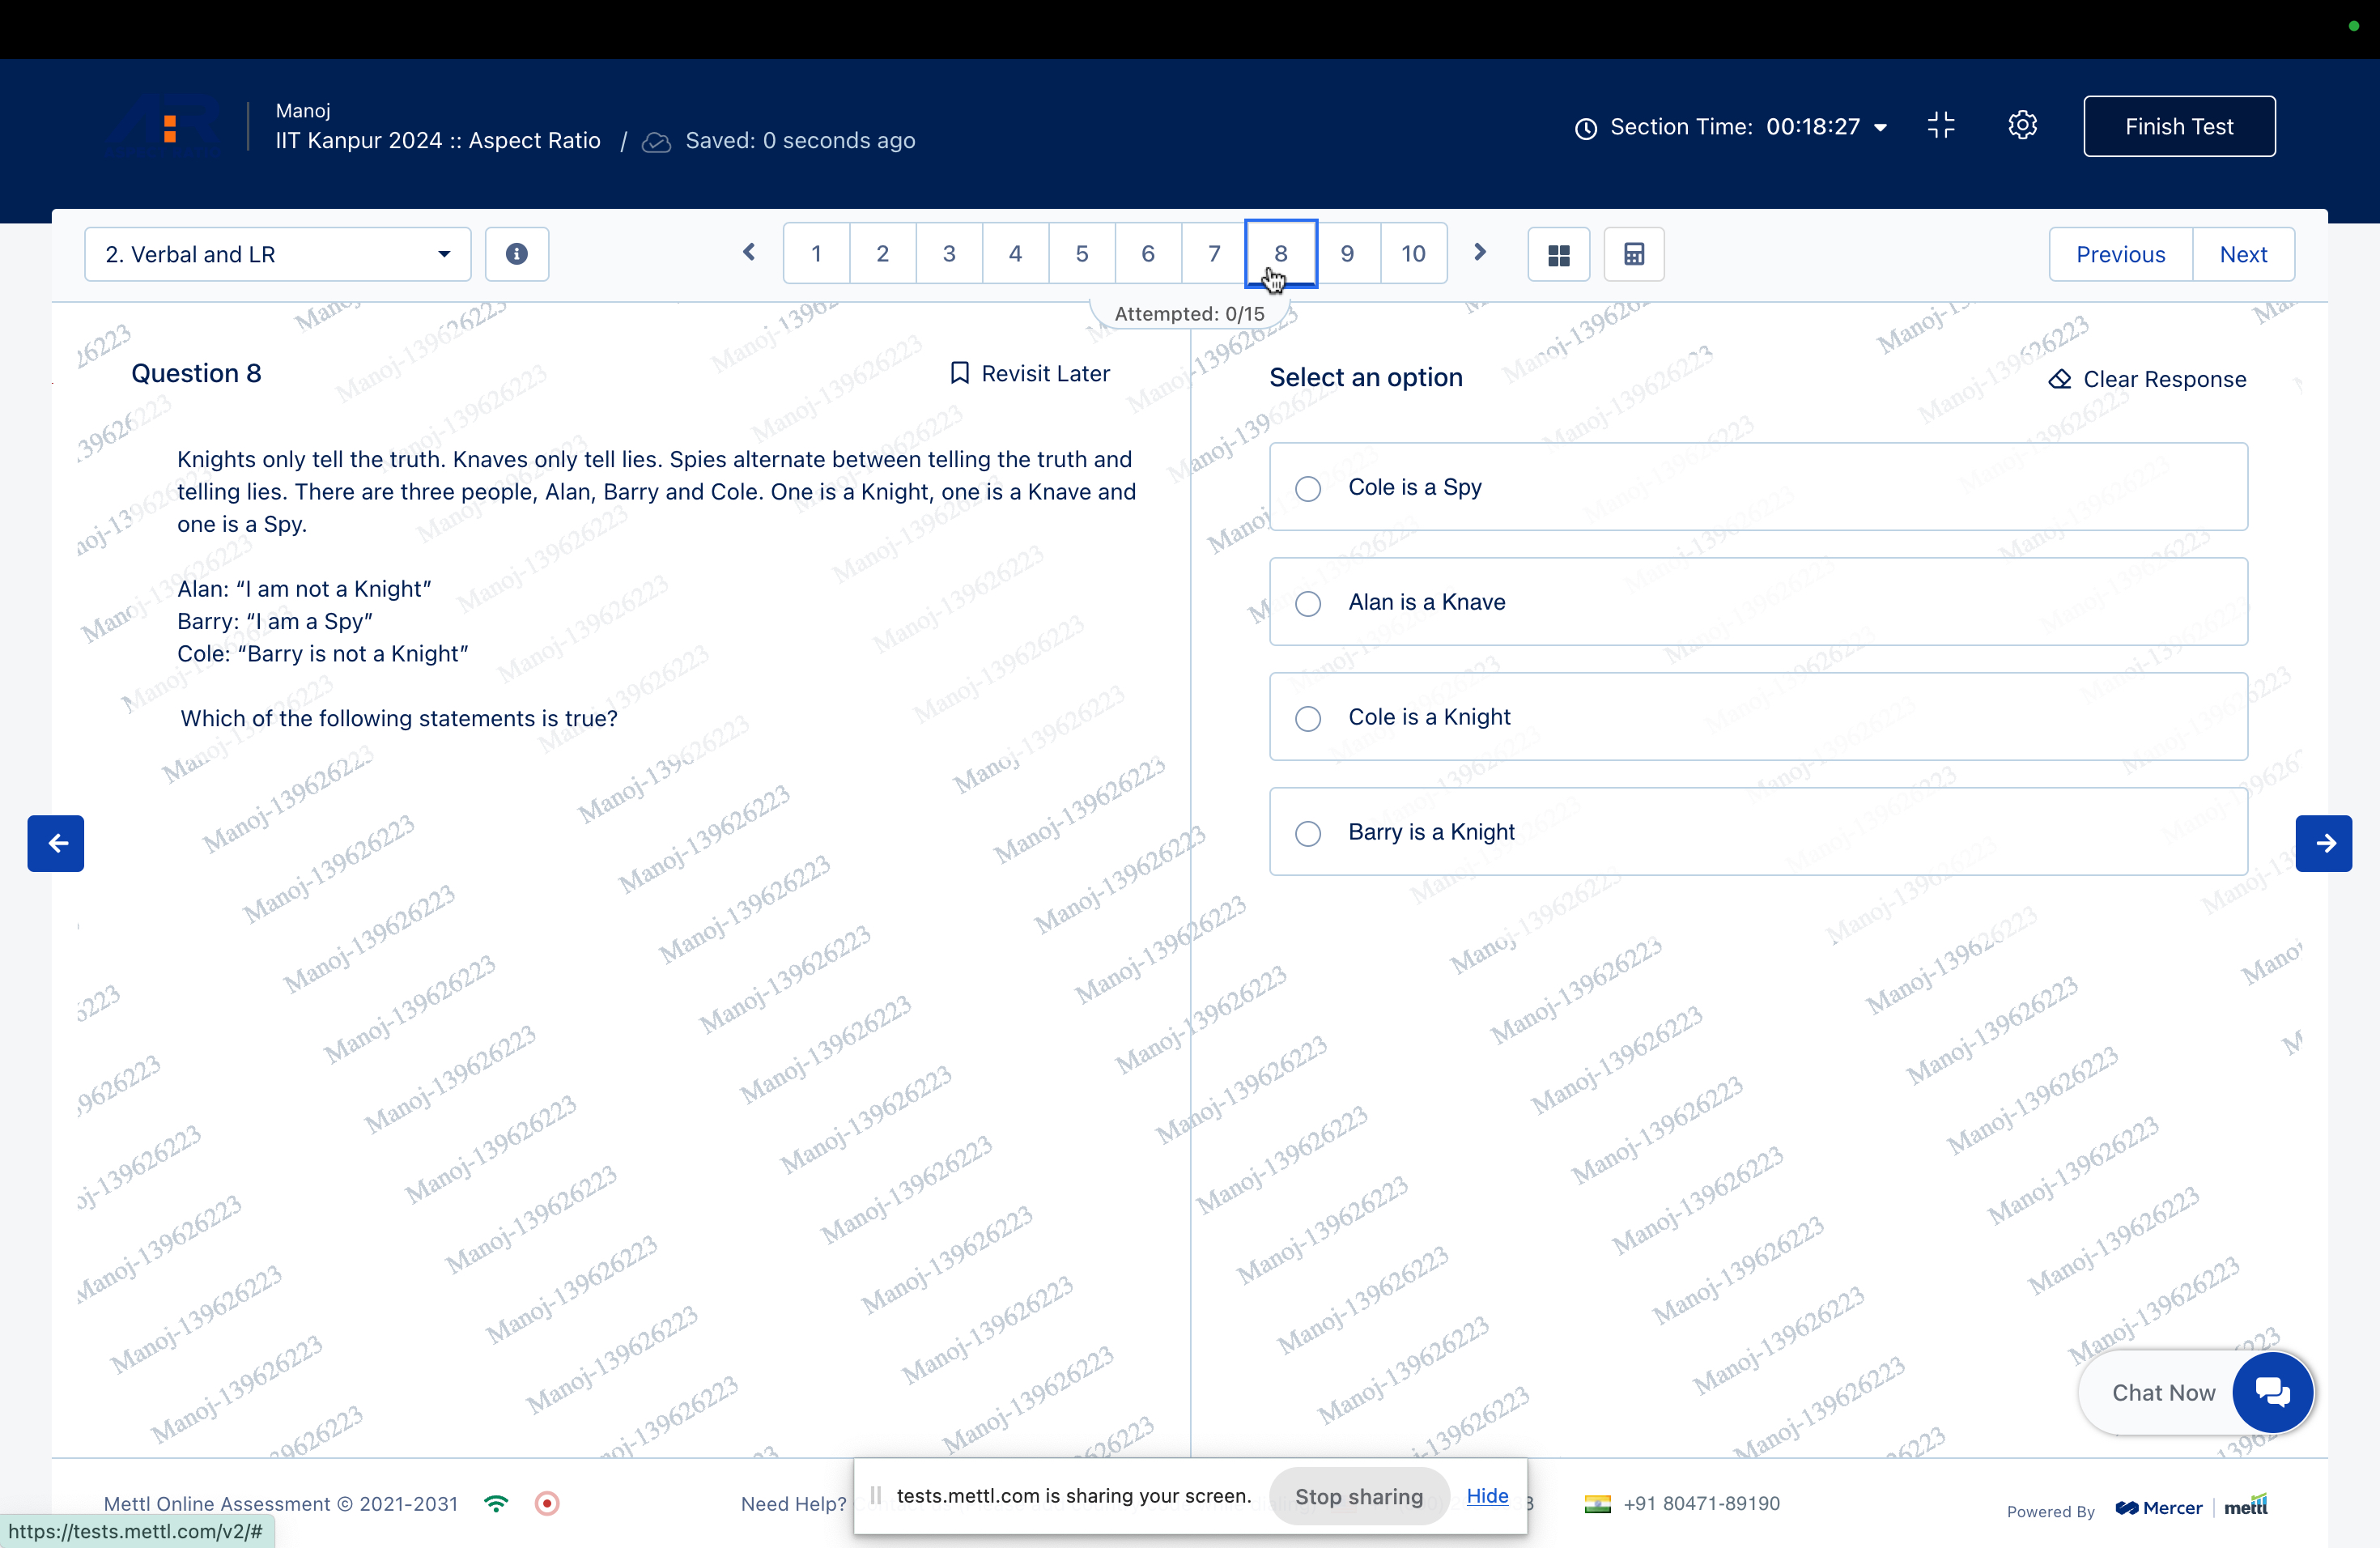 Manoj
IIT Kanpur 2024 :: Aspect Ratio / Saved: 0 seconds ago
Section Time: 00:18:27
Finish Test
2. Verbal and LR
1 2 3 4 5 6 7 8 9 10
Previous Next
Attempted: 0/15
Question 8
Revisit Later
Knights only tell the truth. Knaves only tell lies. Spies alternate between telling the truth and
telling lies. There are three people, Alan, Barry and Cole. One is a Knight, one is a Knave and
one is a Spy.
Alan: “I am not a Knight”
Barry: “I am a Spy”
Cole: “Barry is not a Knight”
Which of the following statements is true?
Select an option
Clear Response
Cole is a Spy
Alan is a Knave
Cole is a Knight
Barry is a Knight
Manoj-139626223
Chat Now
Mettl Online Assessment © 2021-2031
Need Help?
tests.mettl.com is sharing your screen.
Stop sharing
Hide
+91 80471-89190
Powered By
Mercer | mettl
https://tests.mettl.com/v2/#